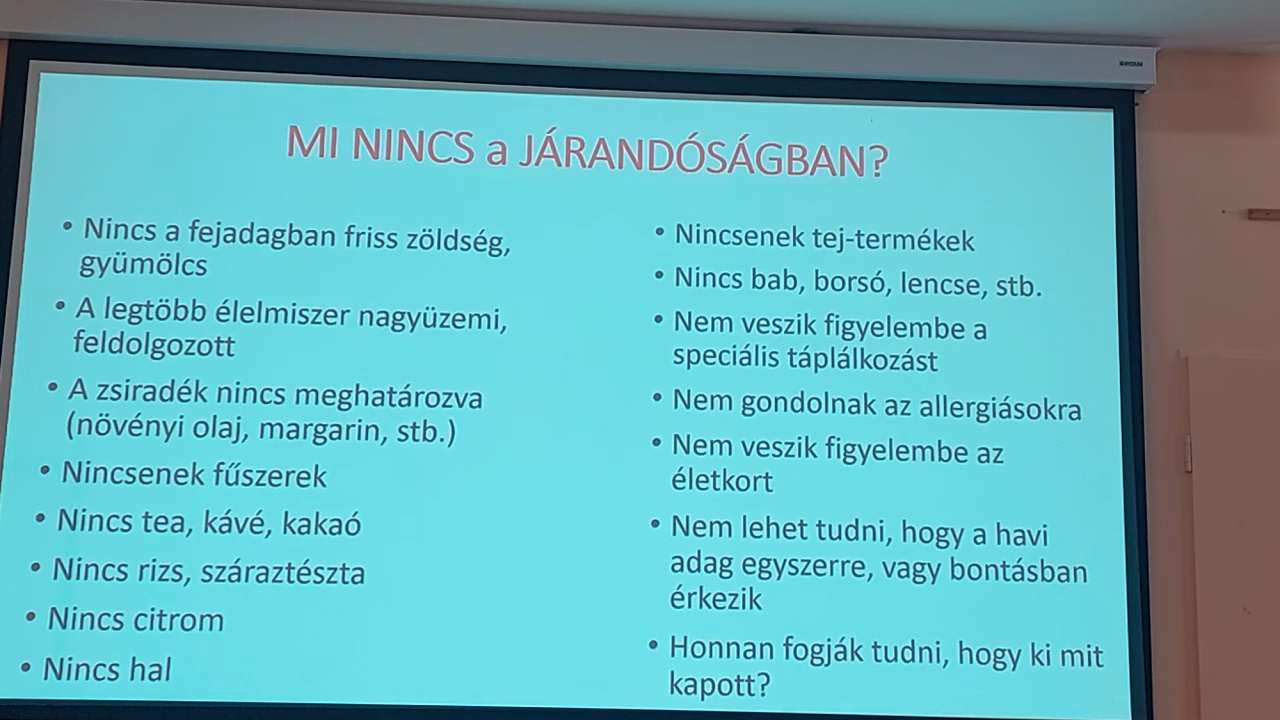 MI NINCS a JÁRANDÓSÁGBAN?
• Nincs a fejadagban friss zöldség,
gyümölcs
• A legtöbb élelmiszer nagyüzemi,
feldolgozott
• A zsiradék nincs meghatározva
(növényi olaj, margarin, stb.)
• Nincsenek fűszerek
• Nincs tea, kávé, kakaó
• Nincs rizs, száraztészta
• Nincs citrom
• Nincs hal
• Nincsenek tej-termékek
• Nincs bab, borsó, lencse, stb.
• Nem veszik figyelembe a
speciális táplálkozást
• Nem gondolnak az allergiásokra
• Nem veszik figyelembe az
életkort
• Nem lehet tudni, hogy a havi
adag egyszerre, vagy bontásban
érkezik
• Honnan fogják tudni, hogy ki mit
kapott?